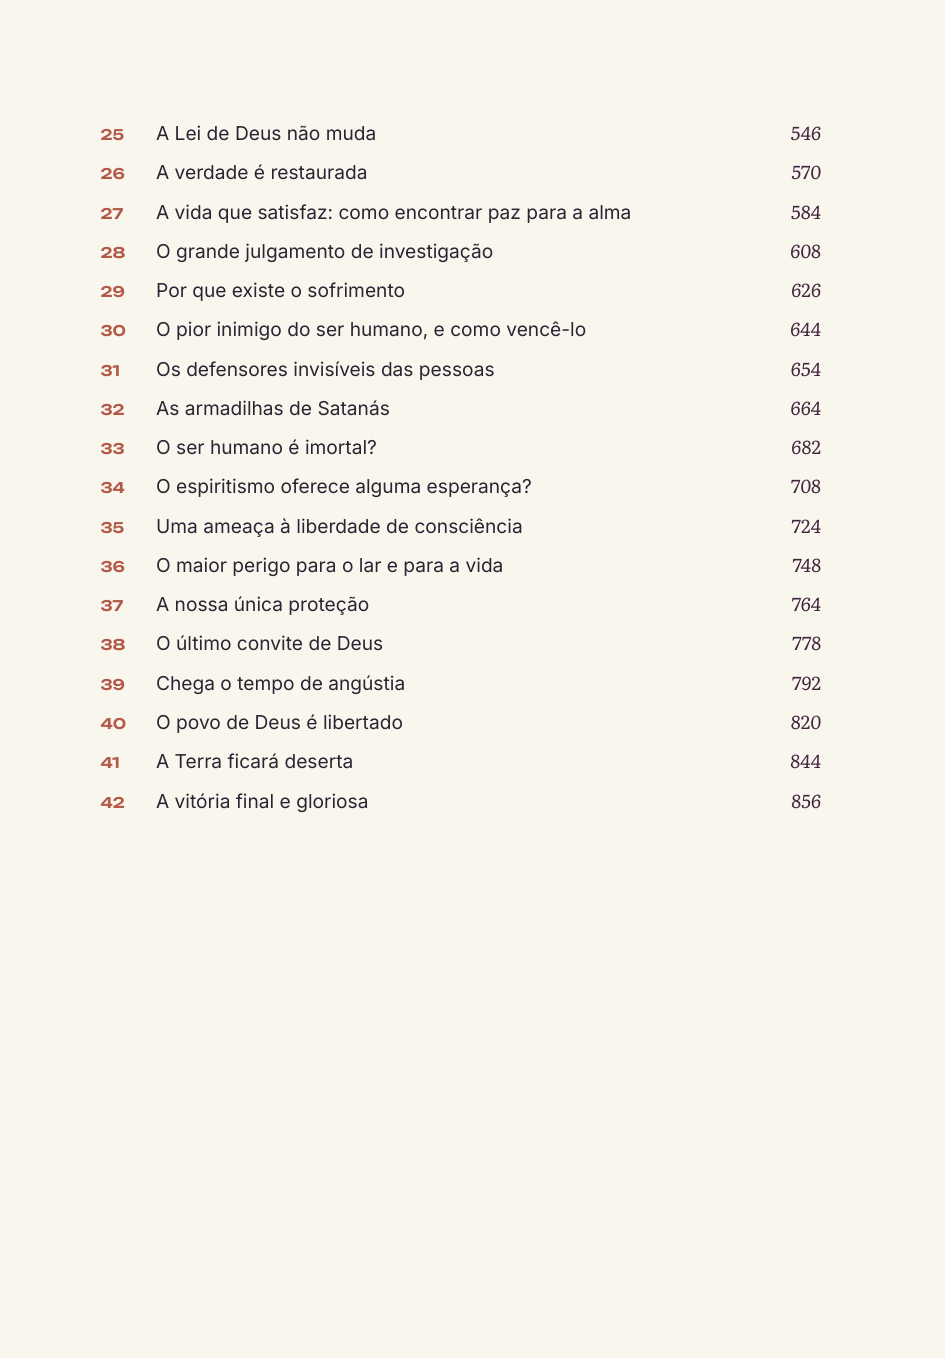 25 A Lei de Deus não muda 546
26 A verdade é restaurada 570
27 A vida que satisfaz: como encontrar paz para a alma 584
28 O grande julgamento de investigação 608
29 Por que existe o sofrimento 626
30 O pior inimigo do ser humano, e como vencê-lo 644
31 Os defensores invisíveis das pessoas 654
32 As armadilhas de Satanás 664
33 O ser humano é imortal? 682
34 O espiritismo oferece alguma esperança? 708
35 Uma ameaça à liberdade de consciência 724
36 O maior perigo para o lar e para a vida 748
37 A nossa única proteção 764
38 O último convite de Deus 778
39 Chega o tempo de angústia 792
40 O povo de Deus é libertado 820
41 A Terra ficará deserta 844
42 A vitória final e gloriosa 856